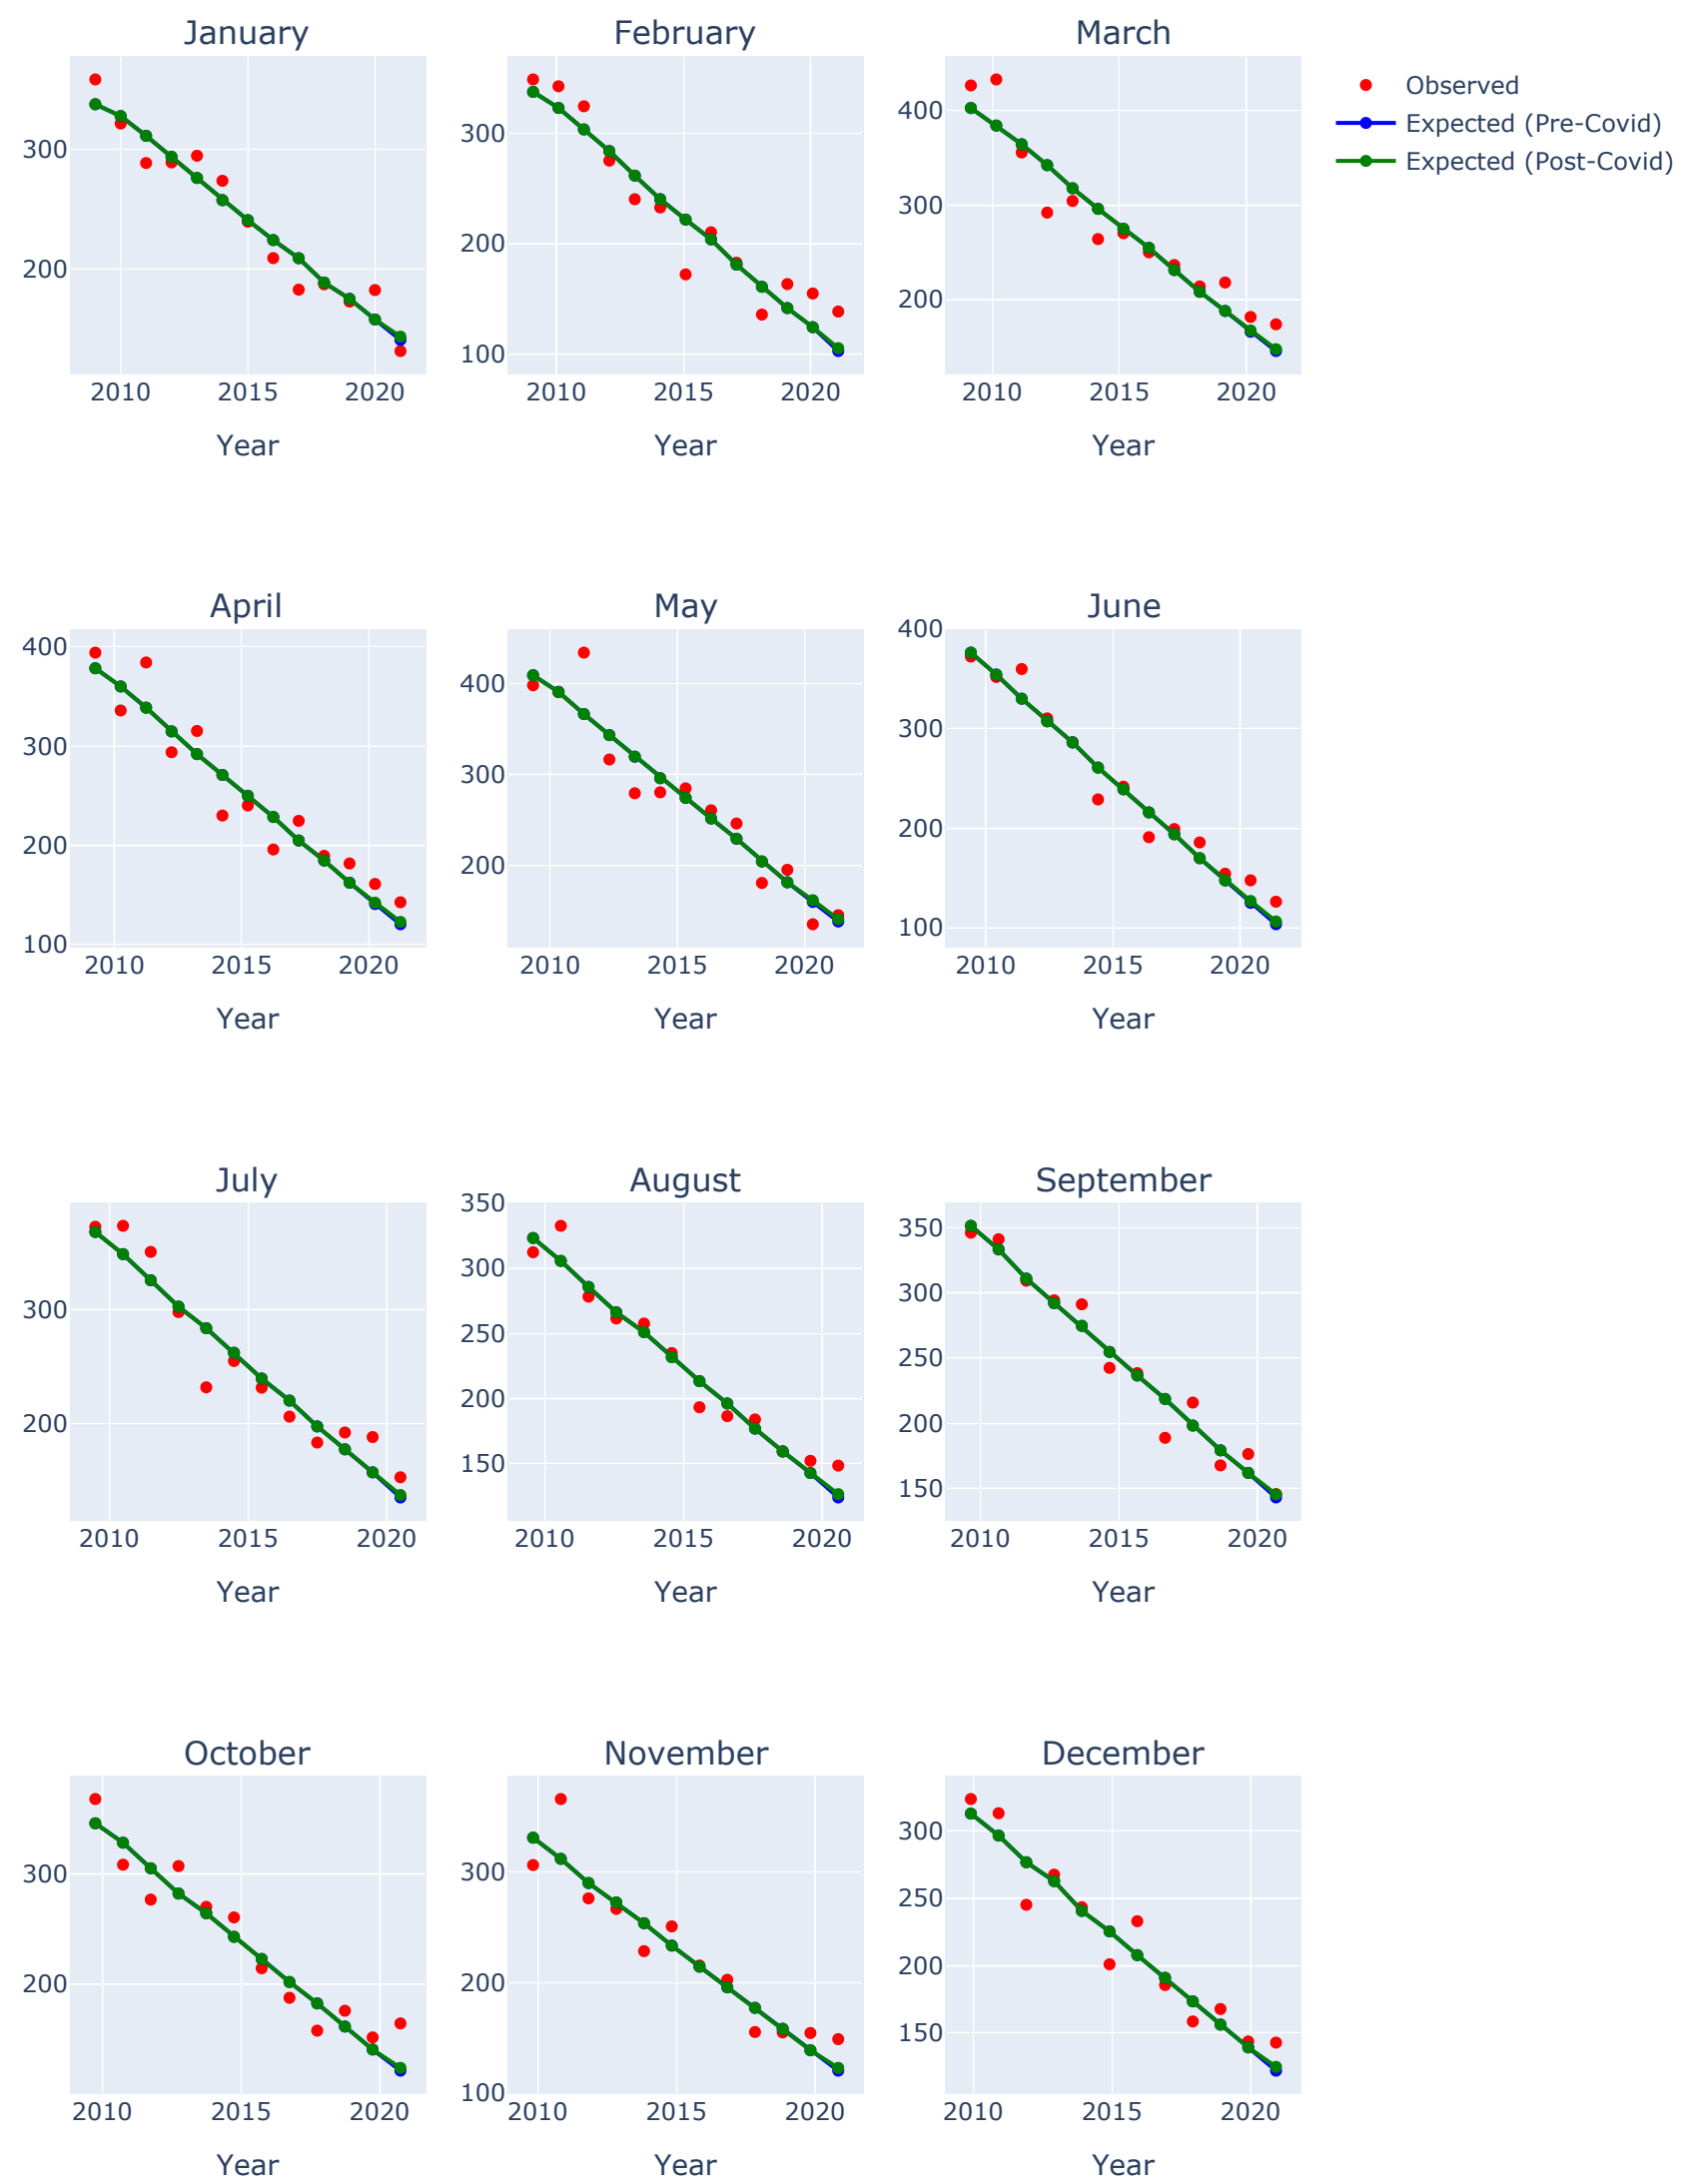 January February March
Observed
Expected (Pre-Covid)
Expected (Post-Covid)
300
200
300
200
100
400
300
200
2010 2015 2020 2010 2015 2020 2010 2015 2020
Year Year Year
April May June
400
300
200
100
400
300
200
400
300
200
100
2010 2015 2020 2010 2015 2020 2010 2015 2020
Year Year Year
July August September
300
200
350
300
250
200
150
350
300
250
200
150
2010 2015 2020 2010 2015 2020 2010 2015 2020
Year Year Year
October November December
300
200
300
200
100
300
250
200
150
2010 2015 2020 2010 2015 2020 2010 2015 2020
Year Year Year